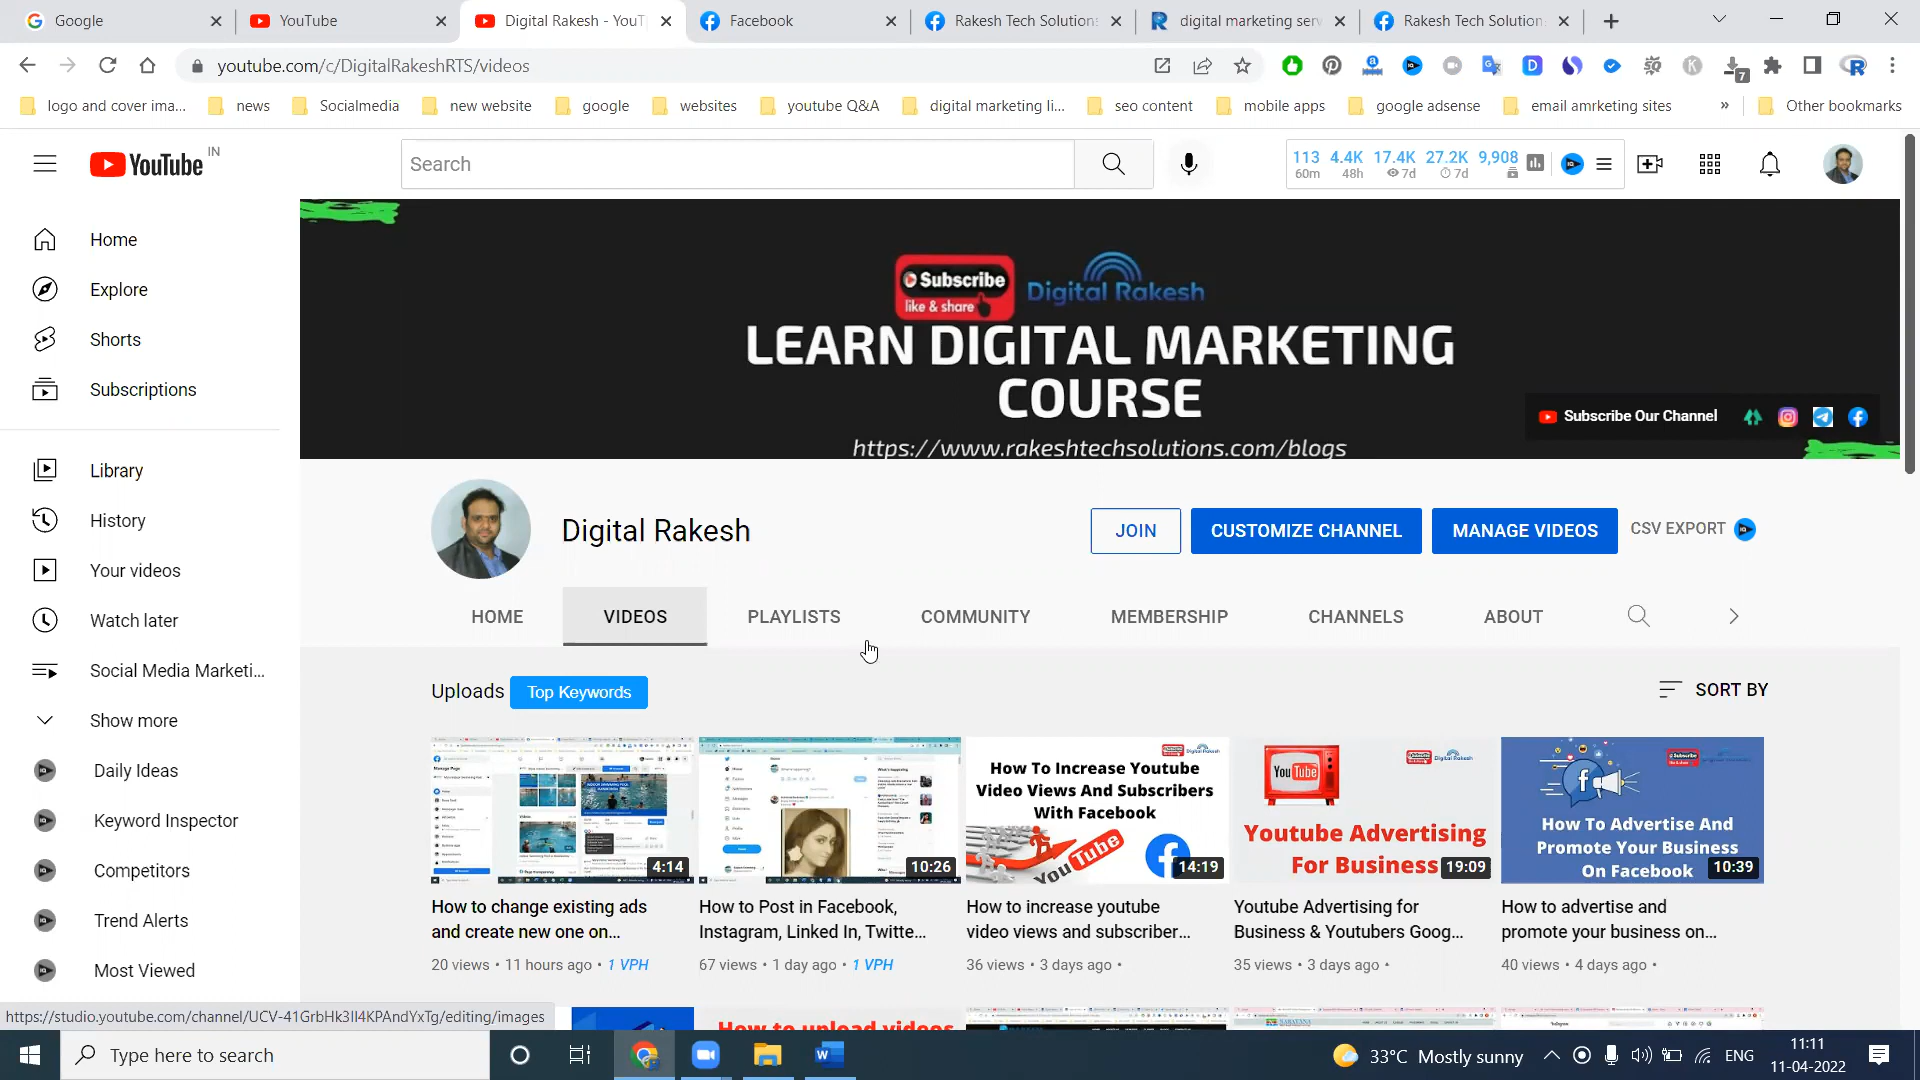 Google
YouTube
Digital Rakesh - YouT
Facebook
Rakesh Tech Solutions
digital marketing serv
Rakesh Tech Solution
youtube.com/c/DigitalRakeshRTS/videos
7
logo and cover ima...
news
Socialmedia
new website
google
websites
youtube Q&A
digital marketing li...
seo content
mobile apps
google adsense
email amrketing sites
»
Other bookmarks
YouTube IN
Search
113 4.4K 17.4K 27.2K 9,908
60m 48h 7d 7d
Home
Explore
Shorts
Subscriptions
Library
History
Your videos
Watch later
Social Media Marketi...
Show more
Daily Ideas
Keyword Inspector
Competitors
Trend Alerts
Most Viewed
Subscribe
like & share
Digital Rakesh
LEARN DIGITAL MARKETING
COURSE
https://www.rakeshtechsolutions.com/blogs
Subscribe Our Channel
Digital Rakesh
JOIN
CUSTOMIZE CHANNEL
MANAGE VIDEOS
CSV EXPORT
HOME
VIDEOS
PLAYLISTS
COMMUNITY
MEMBERSHIP
CHANNELS
ABOUT
Uploads
Top Keywords
SORT BY
4:14
How to change existing ads
and create new one on...
20 views • 11 hours ago • 1 VPH
10:26
How to Post in Facebook,
Instagram, Linked In, Twitte...
67 views • 1 day ago • 1 VPH
How To Increase Youtube
Video Views And Subscribers
With Facebook
YouTube
14:19
How to increase youtube
video views and subscriber...
36 views • 3 days ago •
YouTube
Youtube Advertising
For Business
19:09
Youtube Advertising for
Business & Youtubers Goog...
35 views • 3 days ago •
How To Advertise And
Promote Your Business
On Facebook
10:39
How to advertise and
promote your business on...
40 views • 4 days ago •
How to upload videos
https://studio.youtube.com/channel/UCV-41GrbHk3Il4KPAndYxTg/editing/images
Type here to search
33°C Mostly sunny
ENG
11:11
11-04-2022